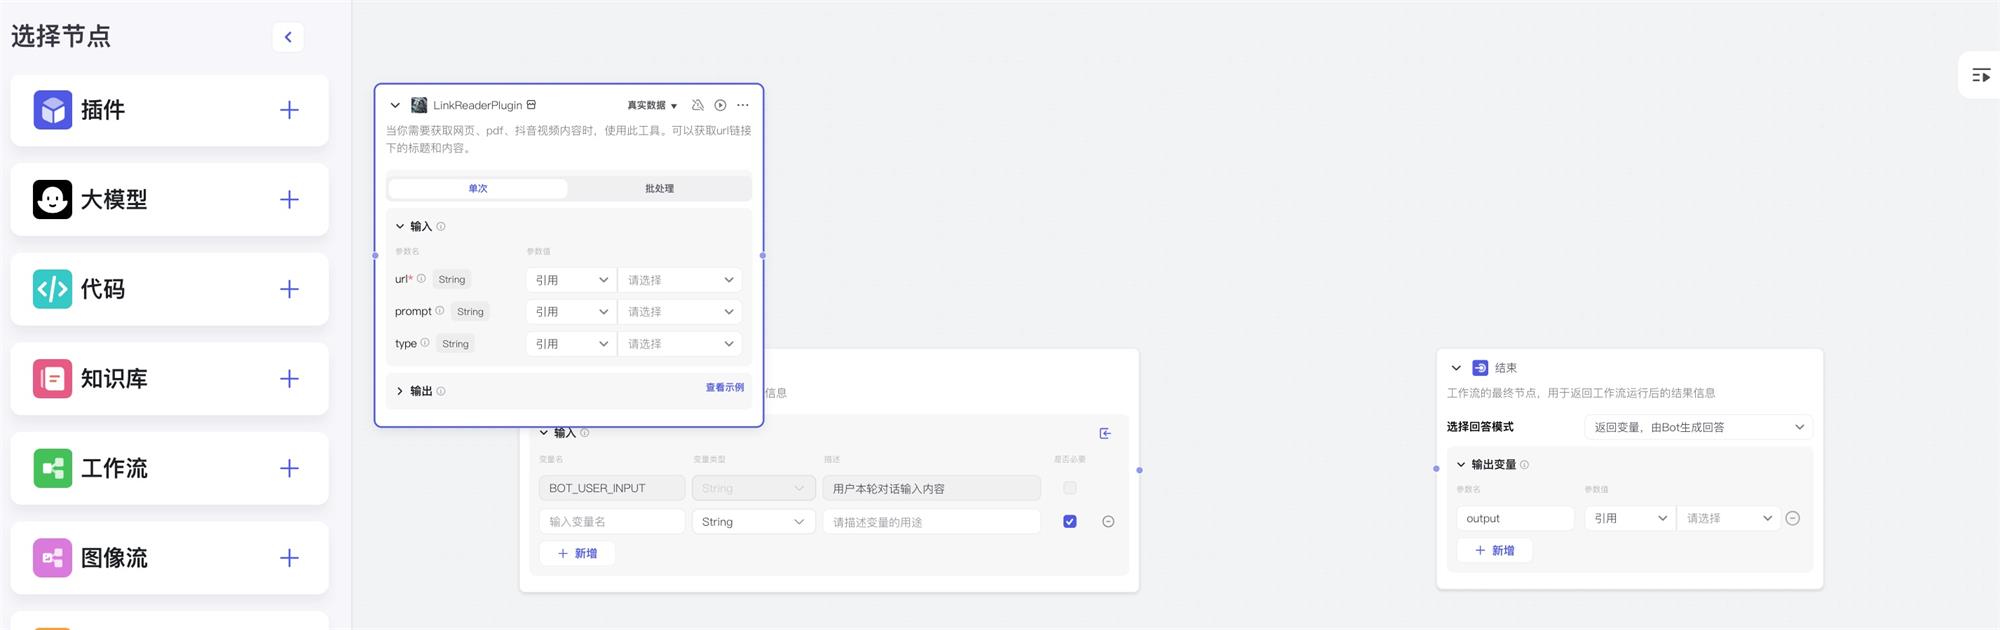 选择节点
插件
大模型
代码
知识库
工作流
图像流
LinkReaderPlugin 真实数据
当你需要获取网页、pdf、抖音视频内容时，使用此工具。可以获取url链接
下的标题和内容。
单次 批处理
输入
参数名 参数值
url* String 引用 请选择
prompt String 引用 请选择
type String 引用 请选择
输出 查看示例
信息
输入
变量名 变量类型 描述 是否必要
BOT_USER_INPUT String 用户本轮对话输入内容
输入变量名 String 请描述变量的用途
新增
结束
工作流的最终节点，用于返回工作流运行后的结果信息
选择回答模式 返回变量，由Bot生成回答
输出变量
参数名 参数值
output 引用 请选择
新增